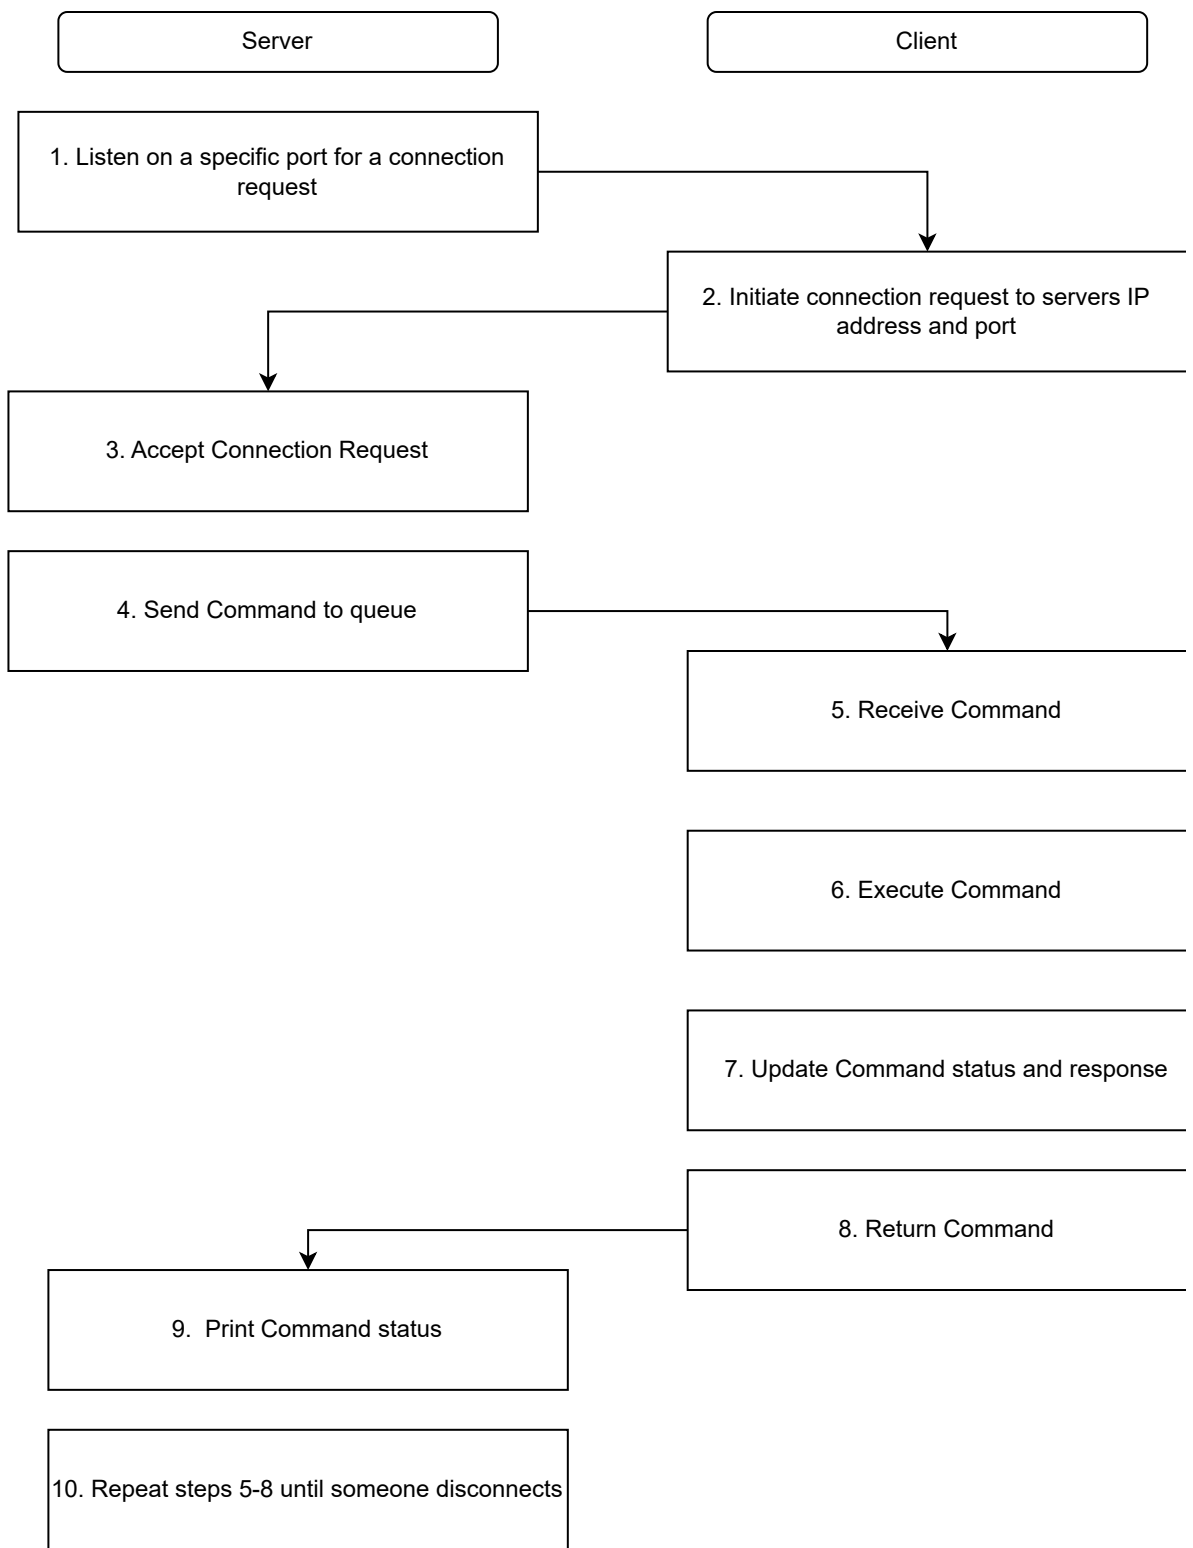 Server
Client
1. Listen on a specific port for a connection
request
2. Initiate connection request to servers IP
address and port
3. Accept Connection Request
4. Send Command to queue
5. Receive Command
6. Execute Command
7. Update Command status and response
8. Return Command
9.  Print Command status
10. Repeat steps 5-8 until someone disconnects